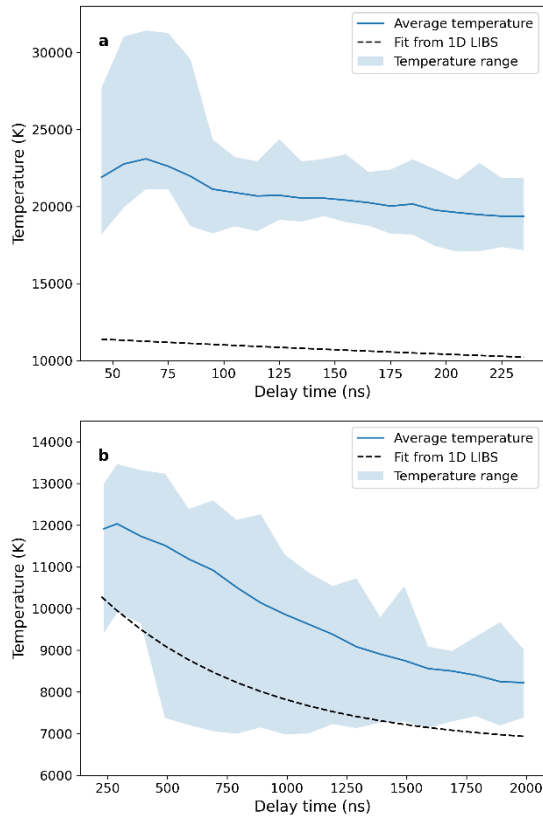 a
Average temperature
Fit from 1D LIBS
Temperature range
Temperature (K)
30000
25000
20000
15000
10000
50 75 100 125 150 175 200 225
Delay time (ns)
b
Average temperature
Fit from 1D LIBS
Temperature range
Temperature (K)
14000
13000
12000
11000
10000
9000
8000
7000
6000
250 500 750 1000 1250 1500 1750 2000
Delay time (ns)